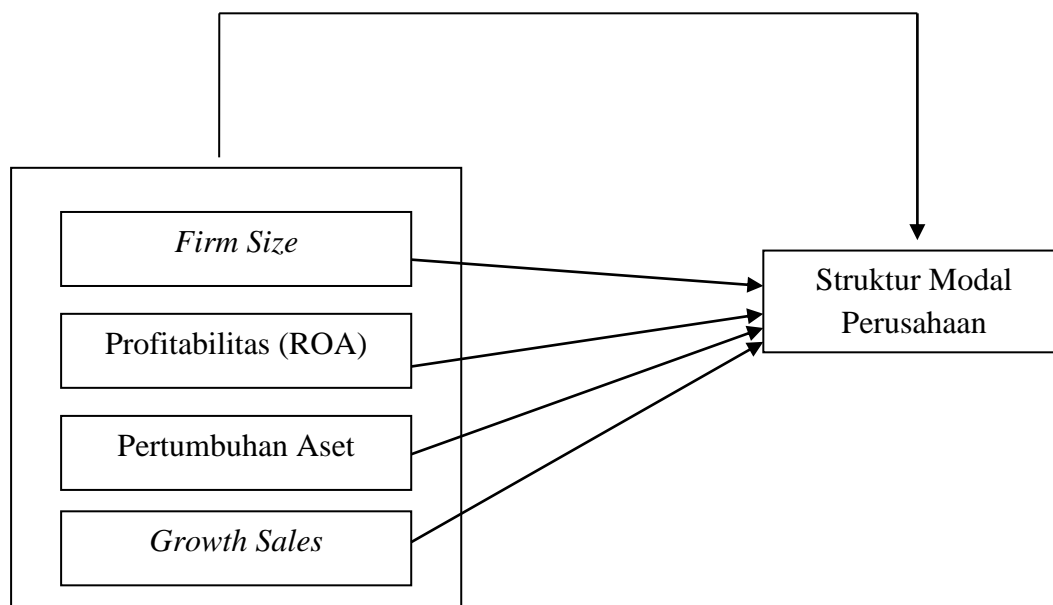 Firm Size
Profitabilitas (ROA)
Pertumbuhan Aset
Growth Sales
Struktur Modal
Perusahaan